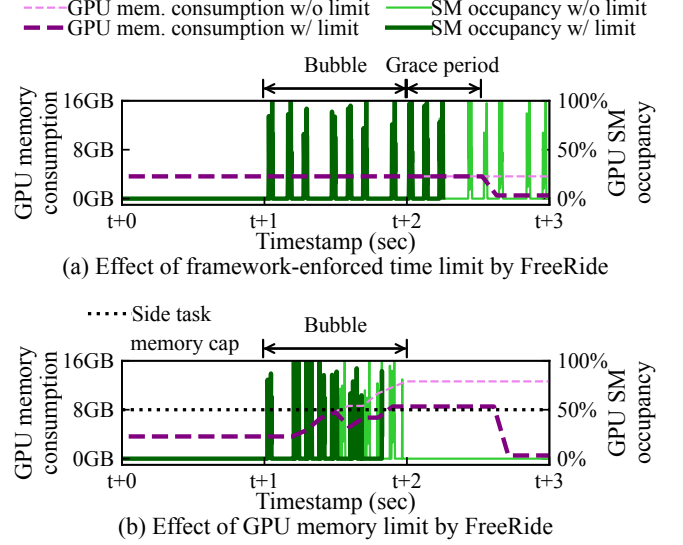 GPU mem. consumption w/o limit SM occupancy w/o limit
GPU mem. consumption w/ limit SM occupancy w/ limit
Bubble Grace period
16GB 100%
8GB 50%
0GB 0%
GPU memory
consumption
GPU SM
occupancy
t+0 t+1 t+2 t+3
Timestamp (sec)
(a) Effect of framework-enforced time limit by FreeRide
Side task
memory cap
Bubble
16GB 100%
8GB 50%
0GB 0%
GPU memory
consumption
GPU SM
occupancy
t+0 t+1 t+2 t+3
Timestamp (sec)
(b) Effect of GPU memory limit by FreeRide